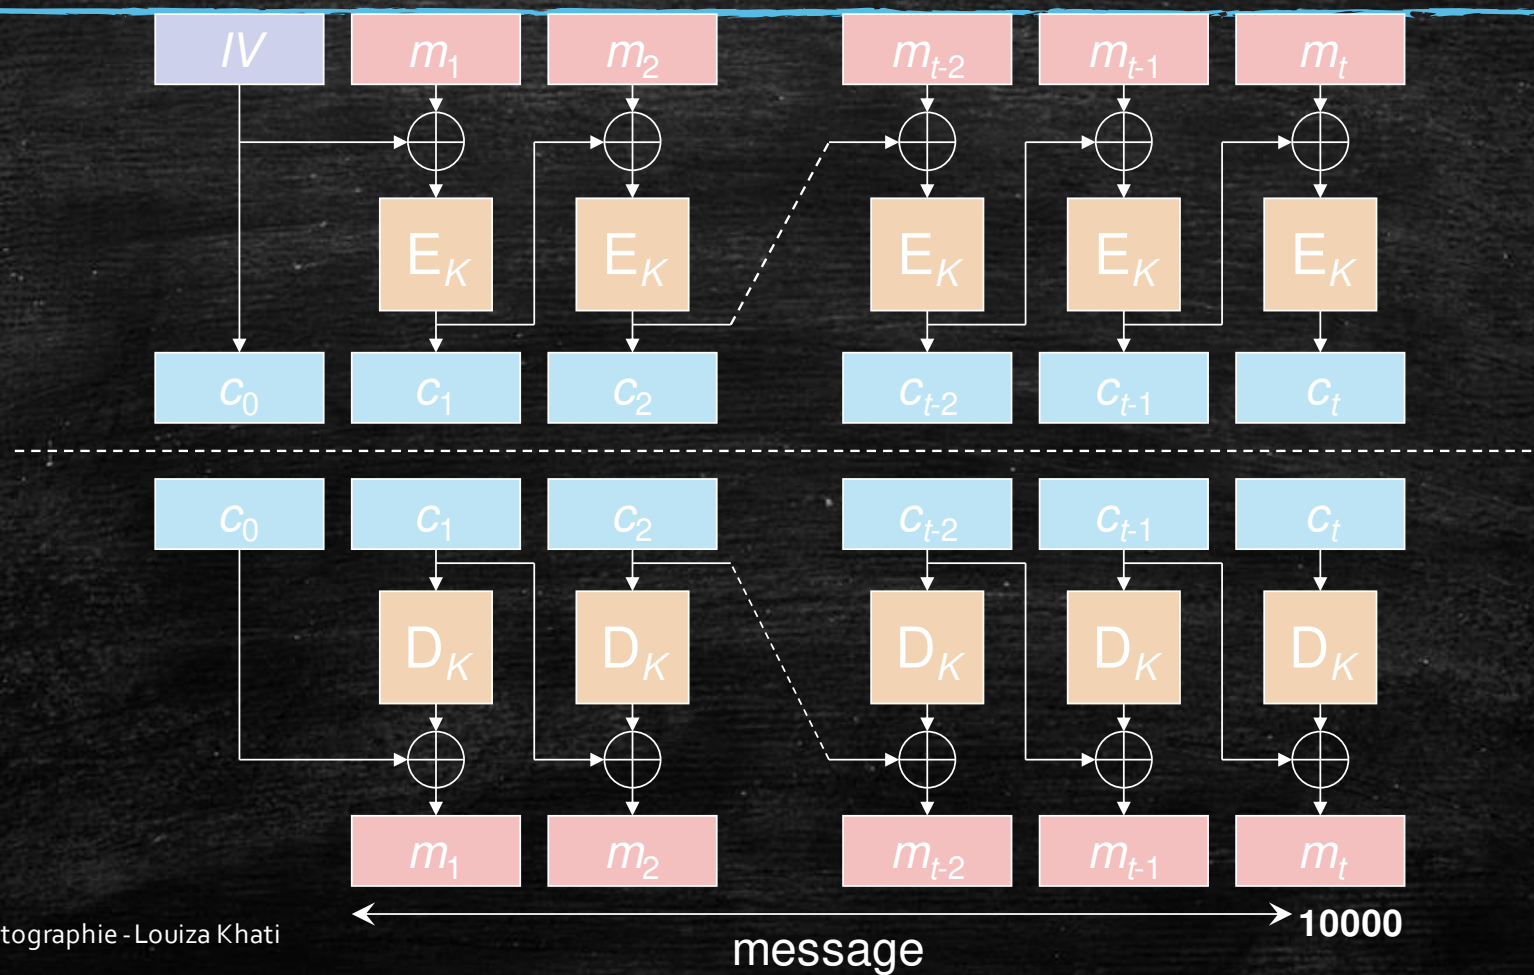 IV m1 m2 mt-2 mt-1 mt
EK EK EK EK EK
c0 c1 c2 ct-2 ct-1 ct
c0 c1 c2 ct-2 ct-1 ct
DK DK DK DK DK
m1 m2 mt-2 mt-1 mt
10000
tographie - Louiza Khati
message